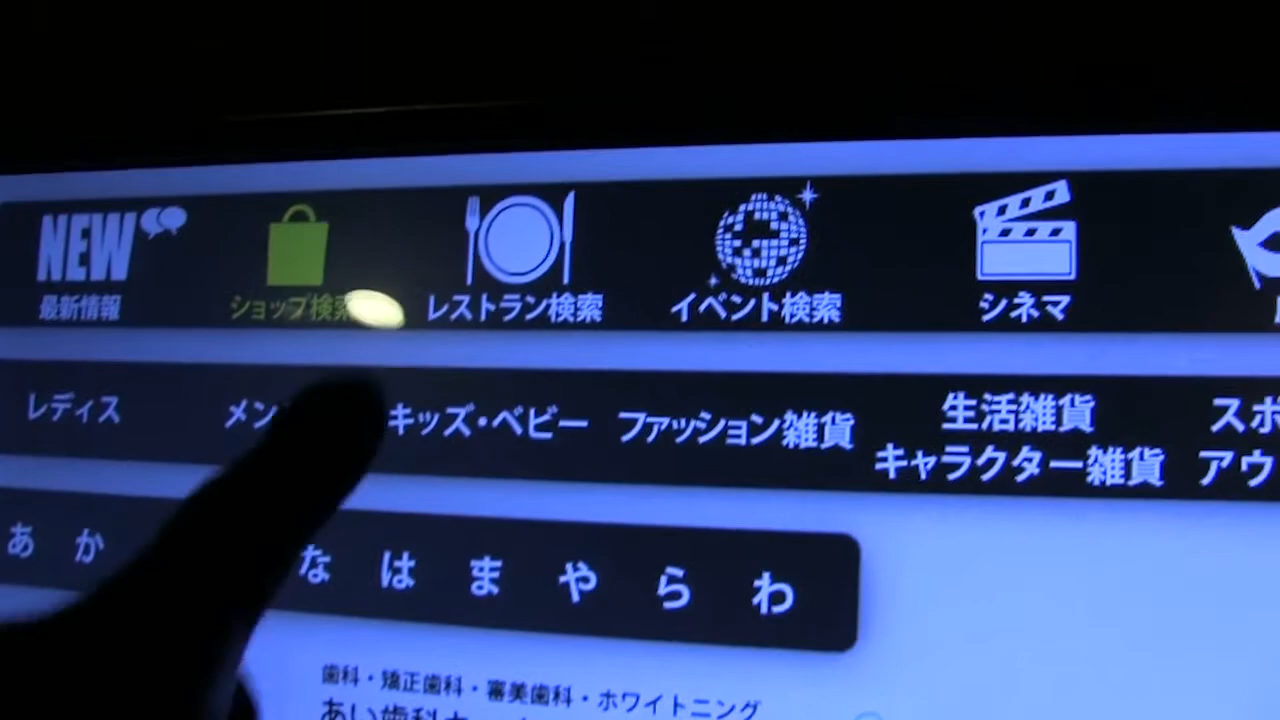 NEW
最新情報
ショップ検索
レストラン検索
イベント検索
シネマ
レディス
メン
キッズ・ベビー
ファッション雑貨
生活雑貨
キャラクター雑貨
スポ
アウ
あ か な は ま や ら わ
歯科・矯正歯科・審美歯科・ホワイトニング
あい歯科